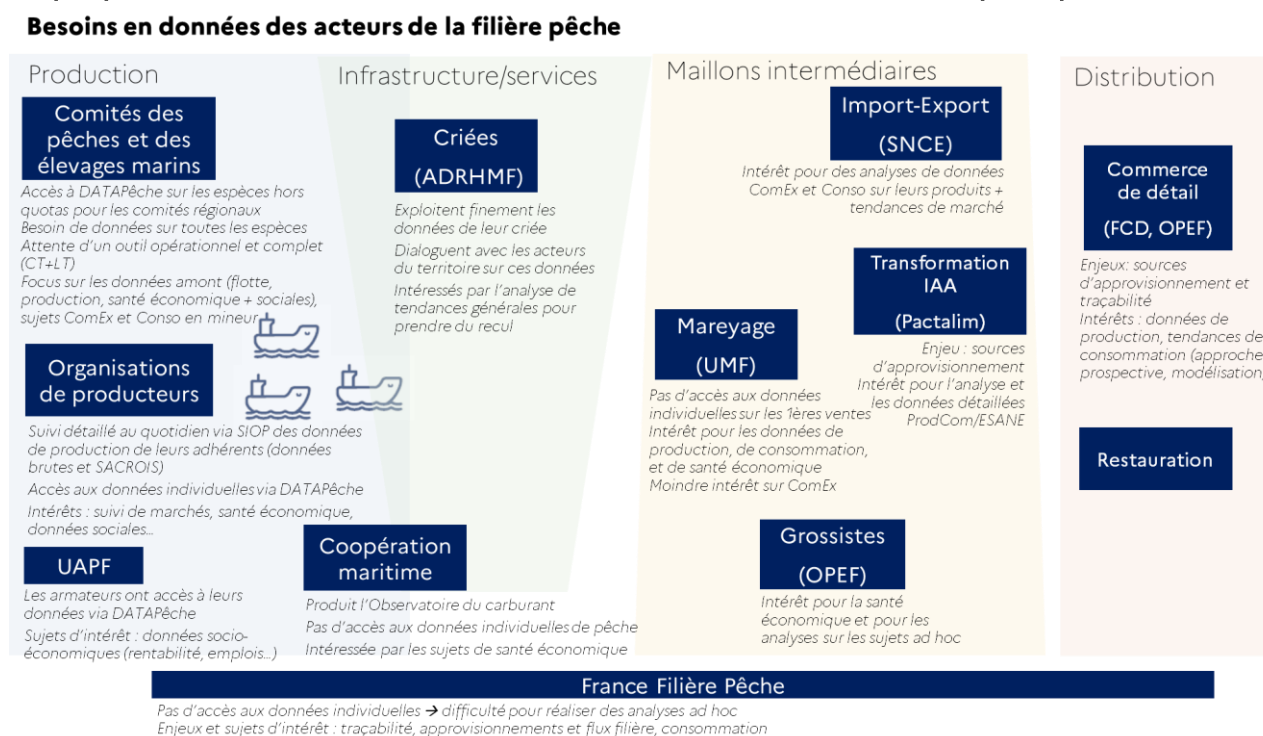 Besoins en données des acteurs de la filière pêche
Production
Comités des
pêches et des
élevages marins
Accès à DATAPêche sur les espèces hors
quotas pour les comités régionaux
Besoin de données sur toutes les espèces
Attente d'un outil opérationnel et complet
(CT+LT)
Focus sur les données amont (flotte,
production, santé économique + sociales),
sujets ComEx et Conso en mineur
Organisations
de producteurs
Suivi détaillé au quotidien via SIOP des données
de production de leurs adhérents (données
brutes et SACROIS)
Accès aux données individuelles via DATAPêche
Intérêts : suivi de marchés, santé économique,
données sociales...
UAPF
Les armateurs ont accès à leurs
données via DATAPêche
Sujets d'intérêt : données socio-
économiques (rentabilité, emplois...)
Infrastructure/services
Criées
(ADRHMF)
Exploitent finement les
données de leur criée
Dialoguent avec les acteurs
du territoire sur ces données
Intéressés par l'analyse de
tendances générales pour
prendre du recul
Coopération
maritime
Produit l'Observatoire du carburant
Pas d'accès aux données individuelles de pêche
Intéressée par les sujets de santé économique
Maillons intermédiaires
Import-Export
(SNCE)
Intérêt pour des analyses de données
ComEx et Conso sur leurs produits +
tendances de marché
Transformation
IAA
(Pactalim)
Enjeu : sources
d'approvisionnement
Intérêt pour l'analyse et
les données détaillées
ProdCom/ESANE
Mareyage
(UMF)
Pas d'accès aux données
individuelles sur les 1ères ventes
Intérêt pour les données de
production, de consommation,
et de santé économique
Moindre intérêt sur ComEx
Grossistes
(OPEF)
Intérêt pour la santé
économique et pour les
analyses sur les sujets ad hoc
Distribution
Commerce
de détail
(FCD, OPEF)
Enjeux: sources
d'approvisionnement et
traçabilité
Intérêts : données de
production, tendances de
consommation (approche
prospective, modélisation,
Restauration
France Filière Pêche
Pas d'accès aux données individuelles → difficulté pour réaliser des analyses ad hoc
Enjeux et sujets d'intérêt : traçabilité, approvisionnements et flux filière, consommation